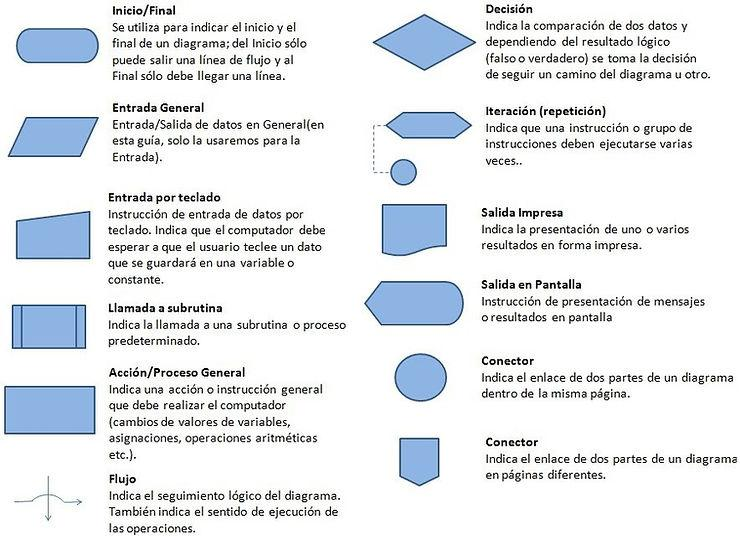 Inicio/Final
Se utiliza para indicar el inicio y el
final de un diagrama; del Inicio sólo
puede salir una línea de flujo y al
Final sólo debe llegar una línea.
Entrada General
Entrada/Salida de datos en General(en
esta guía, solo la usaremos para la
Entrada).
Entrada por teclado
Instrucción de entrada de datos por
teclado. Indica que el computador debe
esperar a que el usuario teclee un dato
que se guardará en una variable o
constante.
Llamada a subrutina
Indica la llamada a una subrutina o proceso
predeterminado.
Acción/Proceso General
Indica una acción o instrucción general
que debe realizar el computador
(cambios de valores de variables,
asignaciones, operaciones aritméticas
etc.).
Flujo
Indica el seguimiento lógico del diagrama.
También indica el sentido de ejecución de
las operaciones.
Decisión
Indica la comparación de dos datos y
dependiendo del resultado lógico
(falso o verdadero) se toma la decisión
de seguir un camino del diagrama u otro.
Iteración (repetición)
Indica que una instrucción o grupo de
instrucciones deben ejecutarse varias
veces..
Salida Impresa
Indica la presentación de uno o varios
resultados en forma impresa.
Salida en Pantalla
Instrucción de presentación de mensajes
o resultados en pantalla
Conector
Indica el enlace de dos partes de un diagrama
dentro de la misma página.
Conector
Indica el enlace de dos partes de un diagrama
en páginas diferentes.